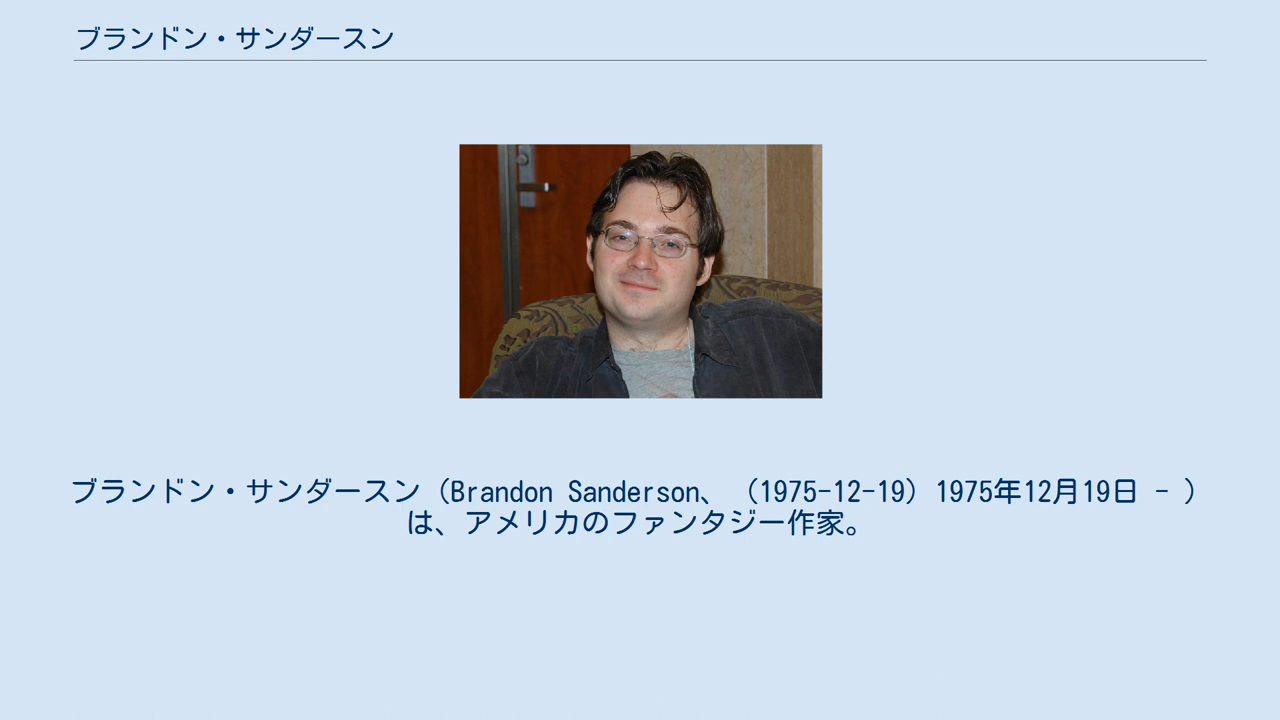 ブランドン・サンダースン
ブランドン・サンダースン（Brandon Sanderson、（1975-12-19）1975年12月19日 - ）
は、アメリカのファンタジー作家。